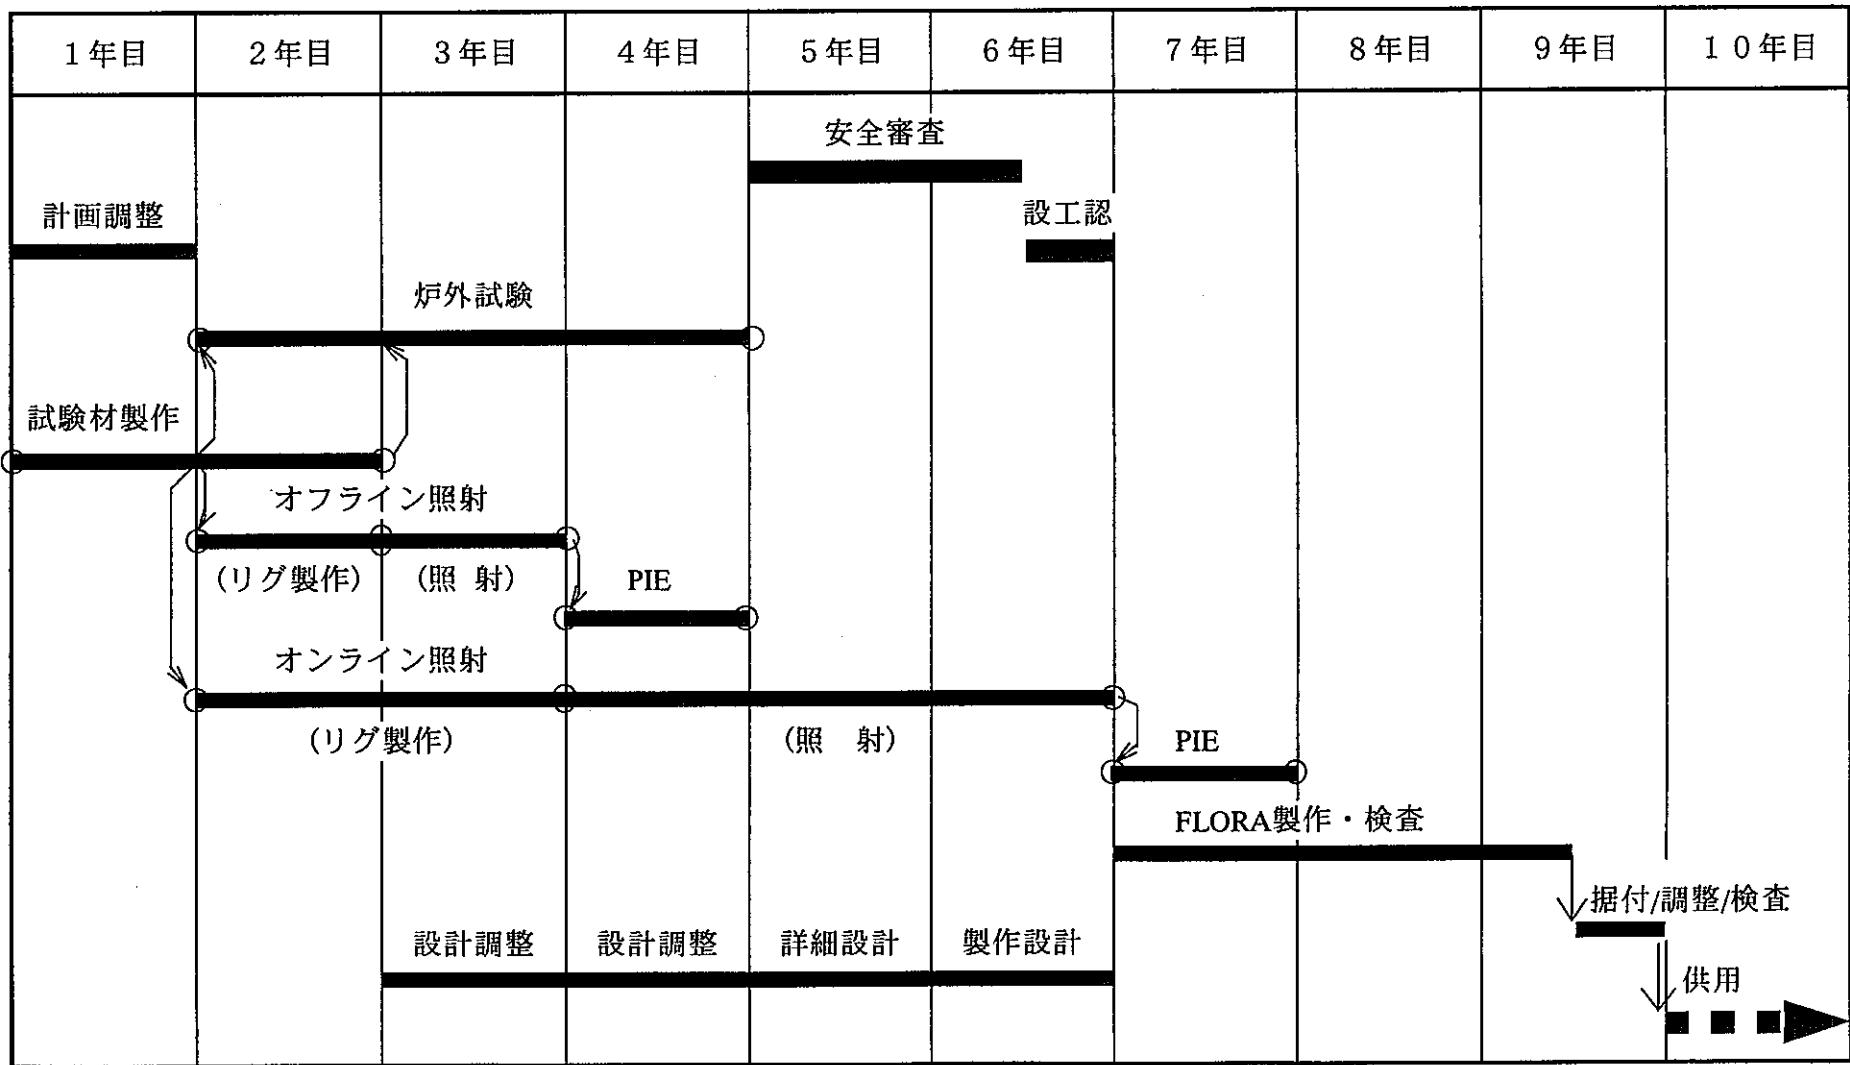 1年目 2年目 3年目 4年目 5年目 6年目 7年目 8年目 9年目 10年目
安全審査
計画調整
設工認
炉外試験
試験材製作
オフライン照射
(リグ製作) (照 射) PIE
オンライン照射
(リグ製作) (照 射) PIE
FLORA製作・検査
据付/調整/検査
設計調整 設計調整 詳細設計 製作設計
供用